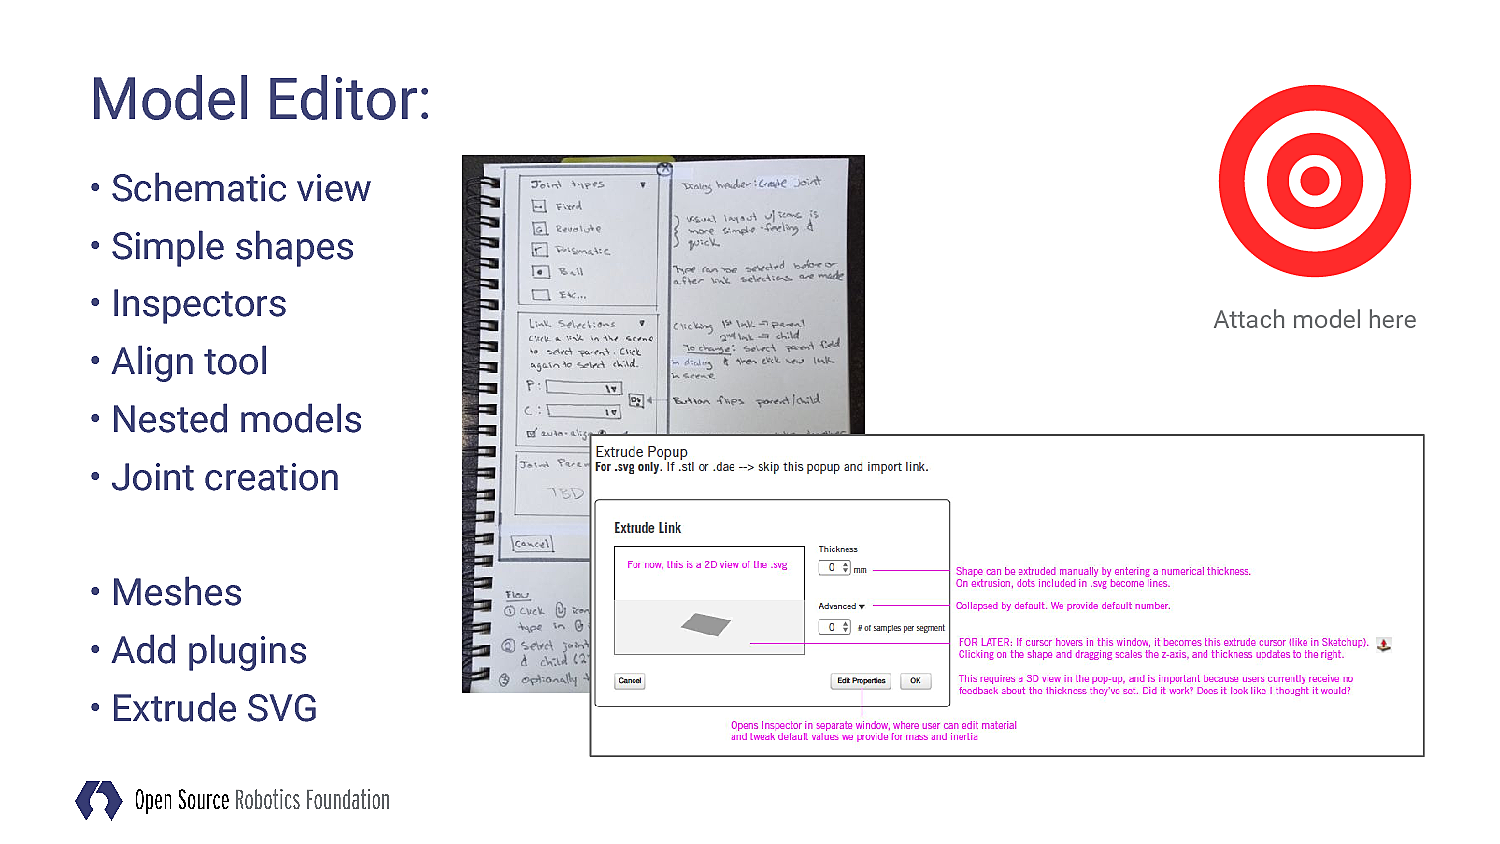 Model Editor:
• Schematic view
• Simple shapes
• Inspectors
• Align tool
• Nested models
• Joint creation
• Meshes
• Add plugins
• Extrude SVG
Attach model here
Joint types
Fixed
Revolute
Prismatic
Ball
Etc...
Link Selections
Click a link in the scene
to select parent. Click
again to select child.
P:
C:
auto-align
Joint
TBD
Cancel
Flow
① Click
type in
② Select joint
& child (2
③ optionally
Dialog header: Create Joint
visual layout w/icons is
more simple-feeling &
quick
Type can be selected before or
after link selections are made
Clicking 1st link → parent
2nd link → child
To change: select parent field
in dialog & then click new link
in scene
Button flips parent/child
Extrude Popup
For .svg only. If .stl or .dae --> skip this popup and import link.
Extrude Link
For now, this is a 2D view of the .svg
Thickness
0 mm
Advanced ▼
0 # of samples per segment
Cancel
Edit Properties
OK
Shape can be extruded manually by entering a numerical thickness.
On extrusion, dots included in .svg become lines.
Collapsed by default. We provide default number.
FOR LATER: If cursor hovers in this window, it becomes this extrude cursor (like in Sketchup).
Clicking on the shape and dragging scales the z-axis, and thickness updates to the right.
This requires a 3D view in the pop-up, and is important because users currently receive no
feedback about the thickness they've set. Did it work? Does it look like I thought it would?
Opens Inspector in separate window, where user can edit material
and tweak default values we provide for mass and inertia
Open Source Robotics Foundation